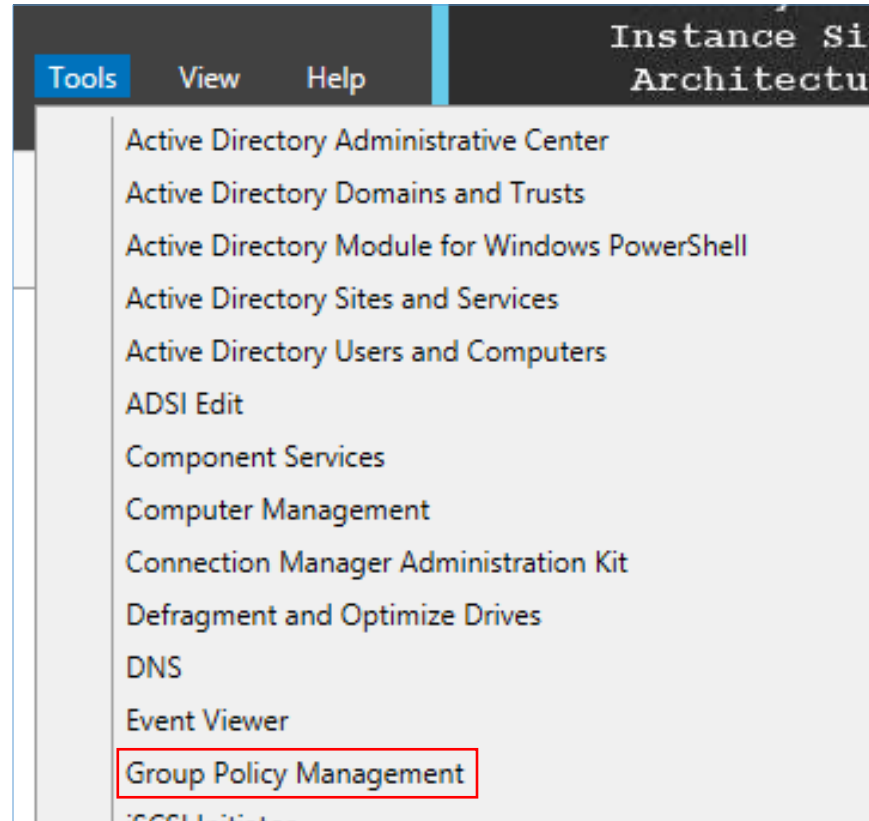 Instance Si
Architectu
Tools View Help
Active Directory Administrative Center
Active Directory Domains and Trusts
Active Directory Module for Windows PowerShell
Active Directory Sites and Services
Active Directory Users and Computers
ADSI Edit
Component Services
Computer Management
Connection Manager Administration Kit
Defragment and Optimize Drives
DNS
Event Viewer
Group Policy Management